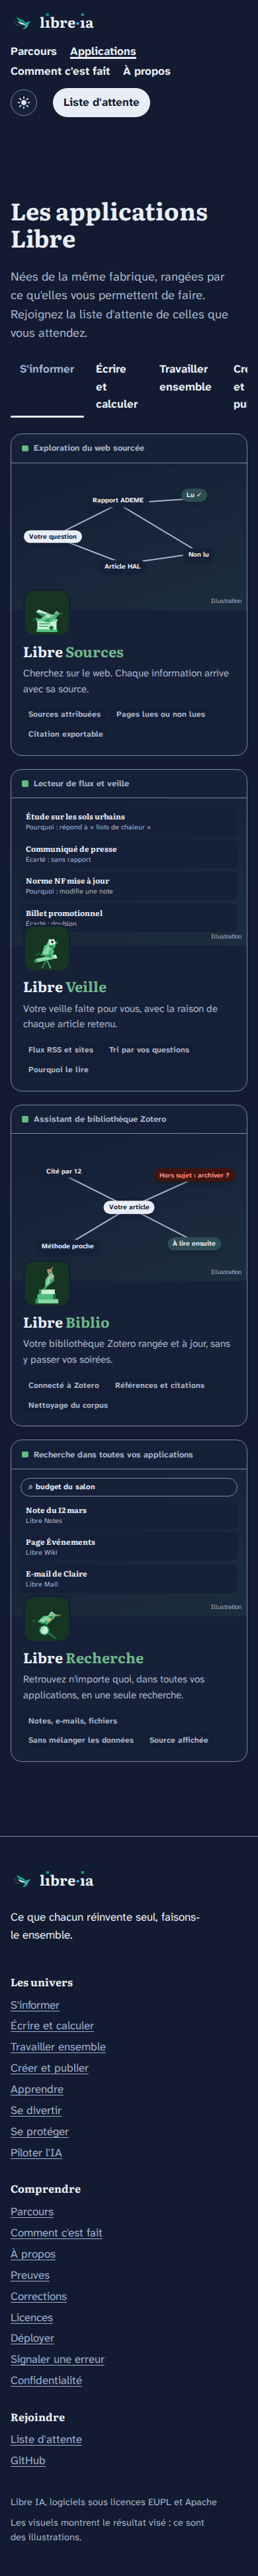 libre·ia
Parcours Applications
Comment c'est fait À propos
Liste d'attente
Les applications
Libre
Nées de la même fabrique, rangées par
ce qu'elles vous permettent de faire.
Rejoignez la liste d'attente de celles que
vous attendez.
S'informer
Écrire
et
calculer
Travailler
ensemble
Cré
et
pu
Exploration du web sourcée
Rapport ADEME
Lu ✓
Votre question
Non lu
Article HAL
Illustration
Libre Sources
Cherchez sur le web. Chaque information arrive
avec sa source.
Sources attribuées Pages lues ou non lues
Citation exportable
Lecteur de flux et veille
Étude sur les sols urbains
Pourquoi : répond à « îlots de chaleur »
Communiqué de presse
Écarté : sans rapport
Norme NF mise à jour
Pourquoi : modifie une note
Billet promotionnel
Écarté : doublon
Illustration
Libre Veille
Votre veille faite pour vous, avec la raison de
chaque article retenu.
Flux RSS et sites Tri par vos questions
Pourquoi le lire
Assistant de bibliothèque Zotero
Cité par 12
Hors sujet : archiver ?
Votre article
Méthode proche
À lire ensuite
Illustration
Libre Biblio
Votre bibliothèque Zotero rangée et à jour, sans
y passer vos soirées.
Connecté à Zotero Références et citations
Nettoyage du corpus
Recherche dans toutes vos applications
⌕ budget du salon
Note du 12 mars
Libre Notes
Page Événements
Libre Wiki
E-mail de Claire
Libre Mail
Illustration
Libre Recherche
Retrouvez n'importe quoi, dans toutes vos
applications, en une seule recherche.
Notes, e-mails, fichiers
Sans mélanger les données Source affichée
libre·ia
Ce que chacun réinvente seul, faisons-
le ensemble.
Les univers
S'informer
Écrire et calculer
Travailler ensemble
Créer et publier
Apprendre
Se divertir
Se protéger
Piloter l'IA
Comprendre
Parcours
Comment c'est fait
À propos
Preuves
Corrections
Licences
Déployer
Signaler une erreur
Confidentialité
Rejoindre
Liste d'attente
GitHub
Libre IA, logiciels sous licences EUPL et Apache
Les visuels montrent le résultat visé : ce sont
des illustrations.